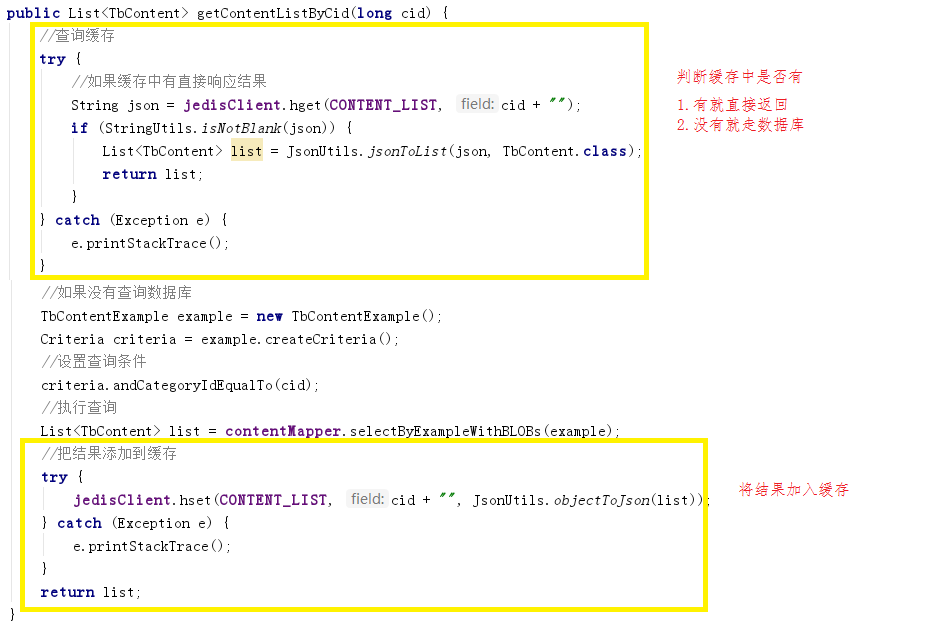 public List<TbContent> getContentListByCid(long cid) {
//查询缓存
try {
//如果缓存中有直接响应结果
String json = jedisClient.hget(CONTENT_LIST, field: cid + "");
if (StringUtils.isNotBlank(json)) {
List<TbContent> list = JsonUtils.jsonToList(json, TbContent.class);
return list;
}
} catch (Exception e) {
e.printStackTrace();
}
判断缓存中是否有
1.有就直接返回
2.没有就走数据库
//如果没有查询数据库
TbContentExample example = new TbContentExample();
Criteria criteria = example.createCriteria();
//设置查询条件
criteria.andCategoryIdEqualTo(cid);
//执行查询
List<TbContent> list = contentMapper.selectByExampleWithBLOBs(example);
//把结果添加到缓存
try {
jedisClient.hset(CONTENT_LIST, field: cid + "", JsonUtils.objectToJson(list));
} catch (Exception e) {
e.printStackTrace();
}
return list;
}
将结果加入缓存